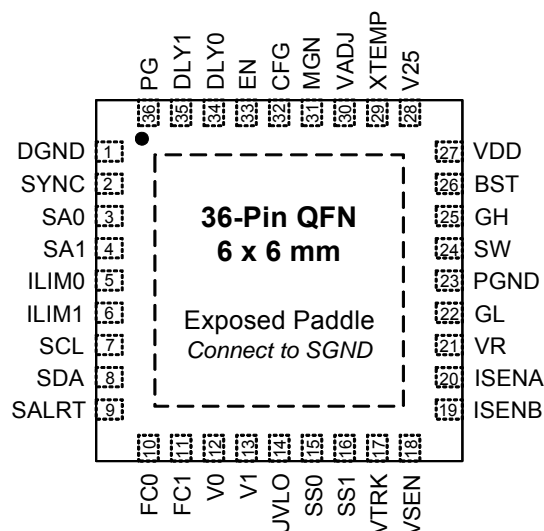 PG
DLY1
DLY0
EN
CFG
MGN
VADJ
XTEMP
V25
36
35
34
33
32
31
30
29
28
DGND 1
SYNC 2
SA0 3
SA1 4
ILIM0 5
ILIM1 6
SCL 7
SDA 8
SALRT 9
36-Pin QFN
6 x 6 mm
Exposed Paddle
Connect to SGND
27 VDD
26 BST
25 GH
24 SW
23 PGND
22 GL
21 VR
20 ISENA
19 ISENB
10
11
12
13
14
15
16
17
18
FC0
FC1
V0
V1
UVLO
SS0
SS1
VTRK
VSEN